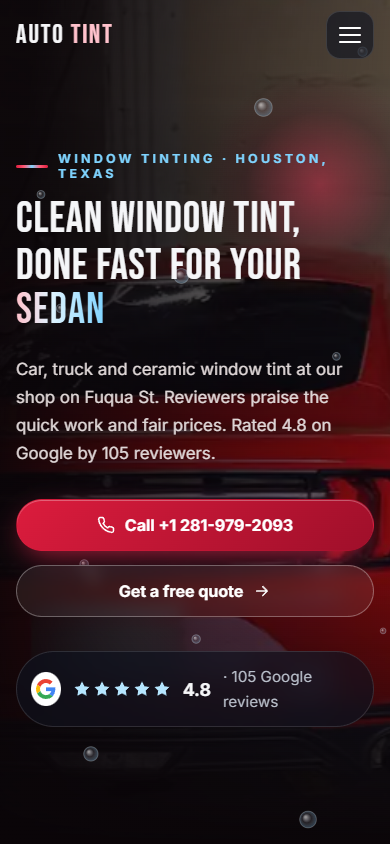 AUTO TINT
WINDOW TINTING · HOUSTON,
TEXAS
CLEAN WINDOW TINT,
DONE FAST FOR YOUR
SEDAN
Car, truck and ceramic window tint at our
shop on Fuqua St. Reviewers praise the
quick work and fair prices. Rated 4.8 on
Google by 105 reviewers.
Call +1 281-979-2093
Get a free quote →
G ★★★★★ 4.8 · 105 Google
reviews